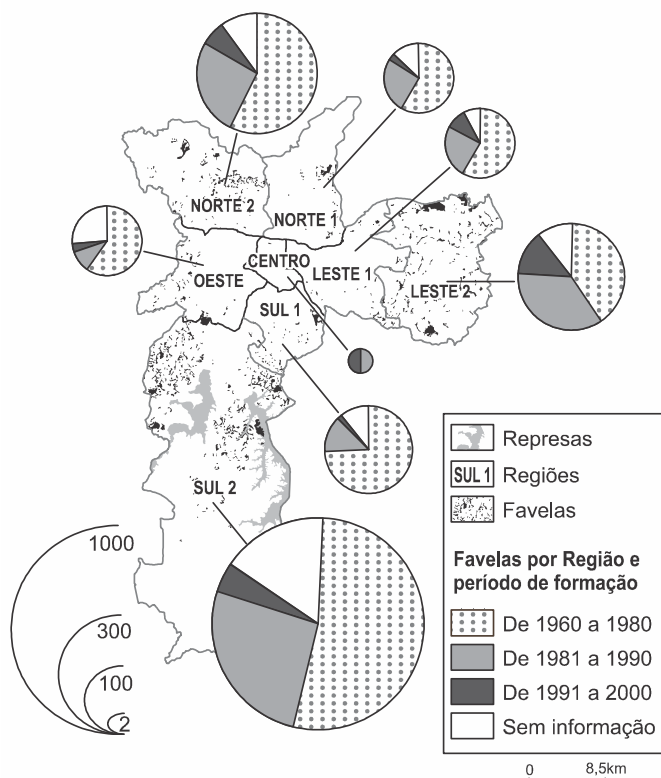 NORTE 2
NORTE 1
CENTRO
OESTE
LESTE 1
LESTE 2
SUL 1
SUL 2
1000
300
100
2
Represas
SUL 1 Regiões
Favelas
Favelas por Região e
período de formação
De 1960 a 1980
De 1981 a 1990
De 1991 a 2000
Sem informação
0 8,5km